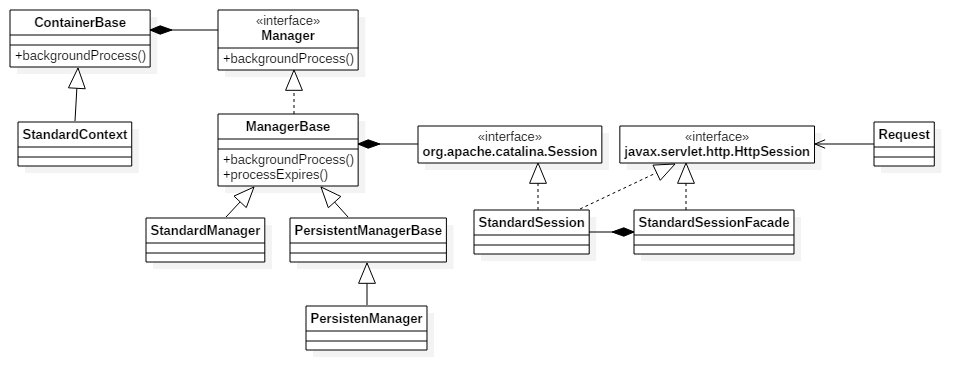 ContainerBase
+backgroundProcess()
«interface»
Manager
+backgroundProcess()
StandardContext
ManagerBase
+backgroundProcess()
+processExpires()
«interface»
org.apache.catalina.Session
«interface»
javax.servlet.http.HttpSession
Request
StandardManager
PersistentManagerBase
StandardSession
StandardSessionFacade
PersistenManager